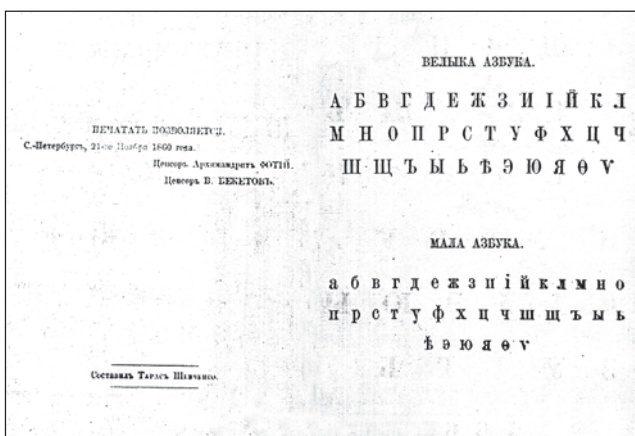 ПЕЧАТАТЬ ПОЗВОЛЯЕТСЯ.
С.-Петербургъ, 21-го Ноября 1860 года.
Ценсоръ Архимандритъ ѲОТІЙ.
Ценсоръ В. БЕКЕТОВЪ.
Составилъ ТАРАСЪ ШЕВЧЕНКО.
ВЕЛЫКА АЗБУКА.
А Б В Г Д Е Ж З И І Й К Л
М Н О П Р С Т У Ф Х Ц Ч
Ш Щ Ъ Ы Ь Ѣ Э Ю Я Ѳ Ѵ
МАЛА АЗБУКА.
а б в г д е ж з и і й к л м н о
п р с т у ф х ц ч ш щ ъ ы ь
ѣ э ю я ѳ ѵ